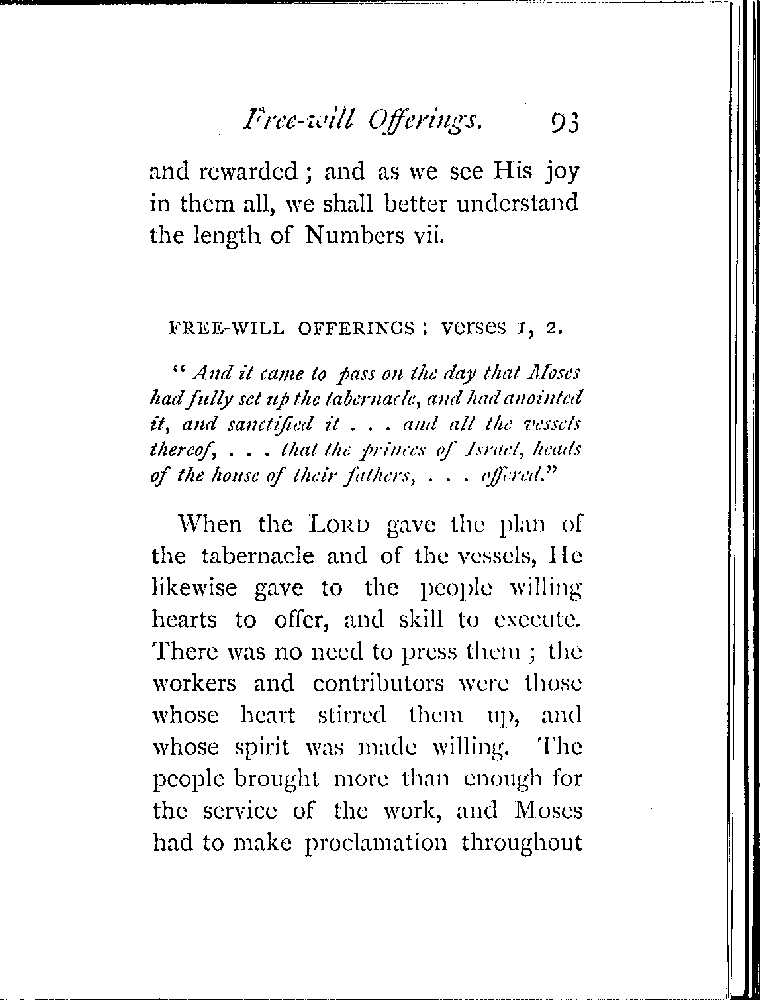 Free-will Offerings. 93
and rewarded ; and as we see His joy
in them all, we shall better understand
the length of Numbers vii.
FREE-WILL OFFERINGS : verses 1, 2.
“ And it came to pass on the day that Moses
had fully set up the tabernacle, and had anointed
it, and sanctified it . . . and all the vessels
thereof, . . . that the princes of Israel, heads
of the house of their fathers, . . . offered.”
When the LORD gave the plan of
the tabernacle and of the vessels, He
likewise gave to the people willing
hearts to offer, and skill to execute.
There was no need to press them ; the
workers and contributors were those
whose heart stirred them up, and
whose spirit was made willing. The
people brought more than enough for
the service of the work, and Moses
had to make proclamation throughout